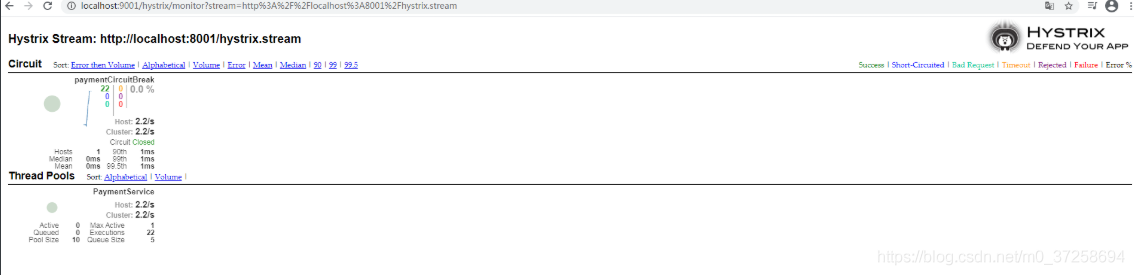 localhost:9001/hystrix/monitor?stream=http%3A%2F%2Flocalhost%3A8001%2Fhystrix.stream
Hystrix Stream: http://localhost:8001/hystrix.stream
HYSTRIX
DEFEND YOUR APP
Circuit Sort: Error then Volume | Alphabetical | Volume | Error | Mean | Median | 90 | 99 | 99.5
Success | Short-Circuited | Bad Request | Timeout | Rejected | Failure | Error %
paymentCircuitBreak
22 0 0.0 %
0 0
0 0
Host: 2.2/s
Cluster: 2.2/s
Circuit Closed
Hosts 1 90th 1ms
Median 0ms 99th 1ms
Mean 0ms 99.5th 1ms
Thread Pools Sort: Alphabetical | Volume |
PaymentService
Host: 2.2/s
Cluster: 2.2/s
Active 0 Max Active 1
Queued 0 Executions 22
Pool Size 10 Queue Size 5
https://blog.csdn.net/m0_37258694